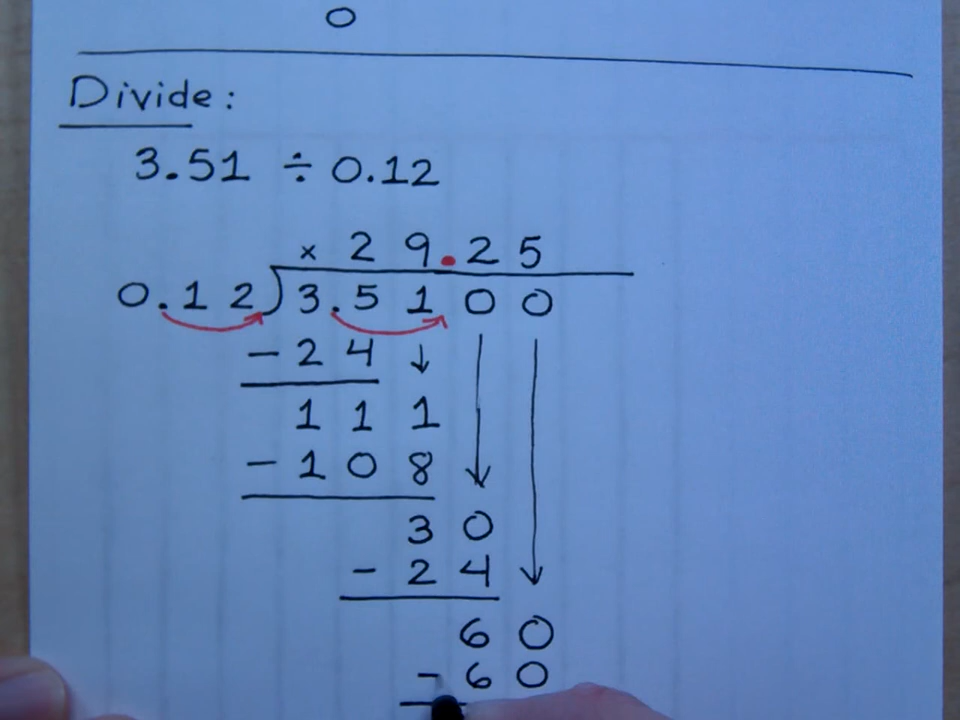 0
Divide:
3.51 ÷ 0.12
× 2 9.2 5
0.1 2)3.5 1 0 0
- 2 4 ↓
1 1 1
- 1 0 8
3 0
- 2 4
6 0
- 6 0